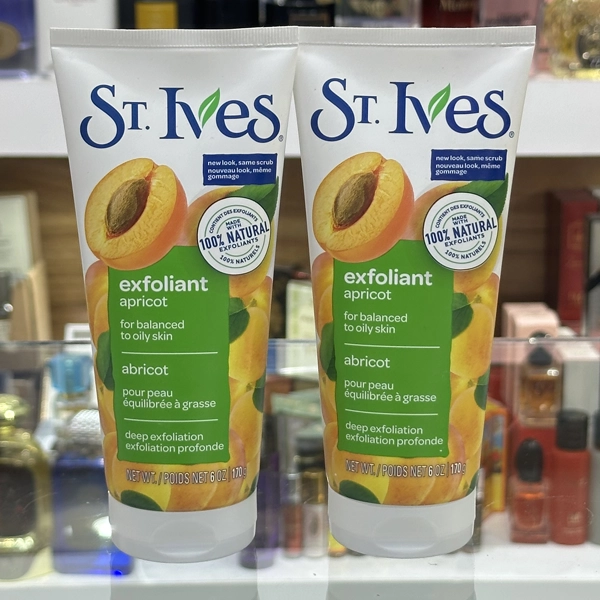 ST. Ives
new look, same scrub
nouveau look, même
gommage
CONTIENT DES EXFOLIANTS
MADE
WITH
100% NATURAL
EXFOLIANTS
100% NATURELS
exfoliant
apricot
for balanced
to oily skin
abricot
pour peau
équilibrée à grasse
deep exfoliation
exfoliation profonde
NET WT. / POIDS NET 6 OZ 170g
ST. Ives
new look, same scrub
nouveau look, même
gommage
CONTIENT DES EXFOLIANTS
MADE
WITH
100% NATURAL
EXFOLIANTS
100% NATURELS
exfoliant
apricot
for balanced
to oily skin
abricot
pour peau
équilibrée à grasse
deep exfoliation
exfoliation profonde
NET WT. / POIDS NET 6 OZ 170g